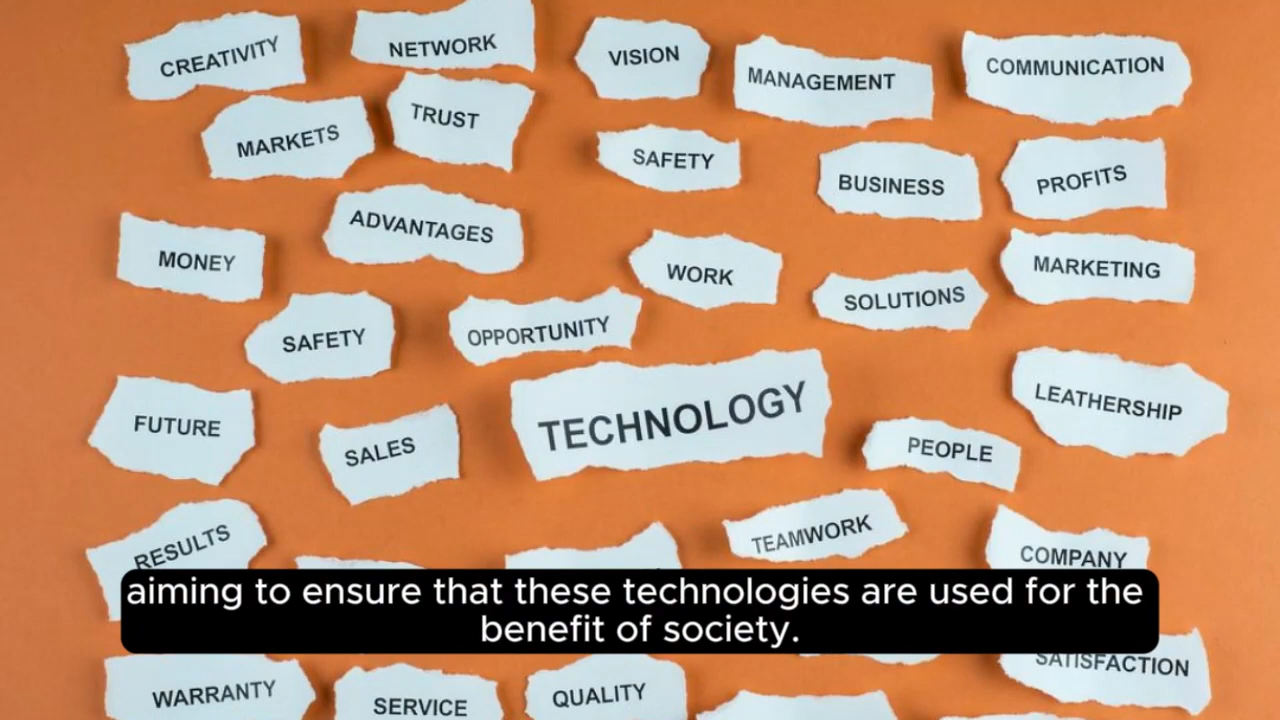 CREATIVITY
NETWORK
VISION
MANAGEMENT
COMMUNICATION
MARKETS
TRUST
SAFETY
BUSINESS
PROFITS
MONEY
ADVANTAGES
WORK
SOLUTIONS
MARKETING
SAFETY
OPPORTUNITY
TECHNOLOGY
LEATHERSHIP
FUTURE
SALES
PEOPLE
RESULTS
TEAMWORK
COMPANY
aiming to ensure that these technologies are used for the
benefit of society.
SATISFACTION
WARRANTY
SERVICE
QUALITY